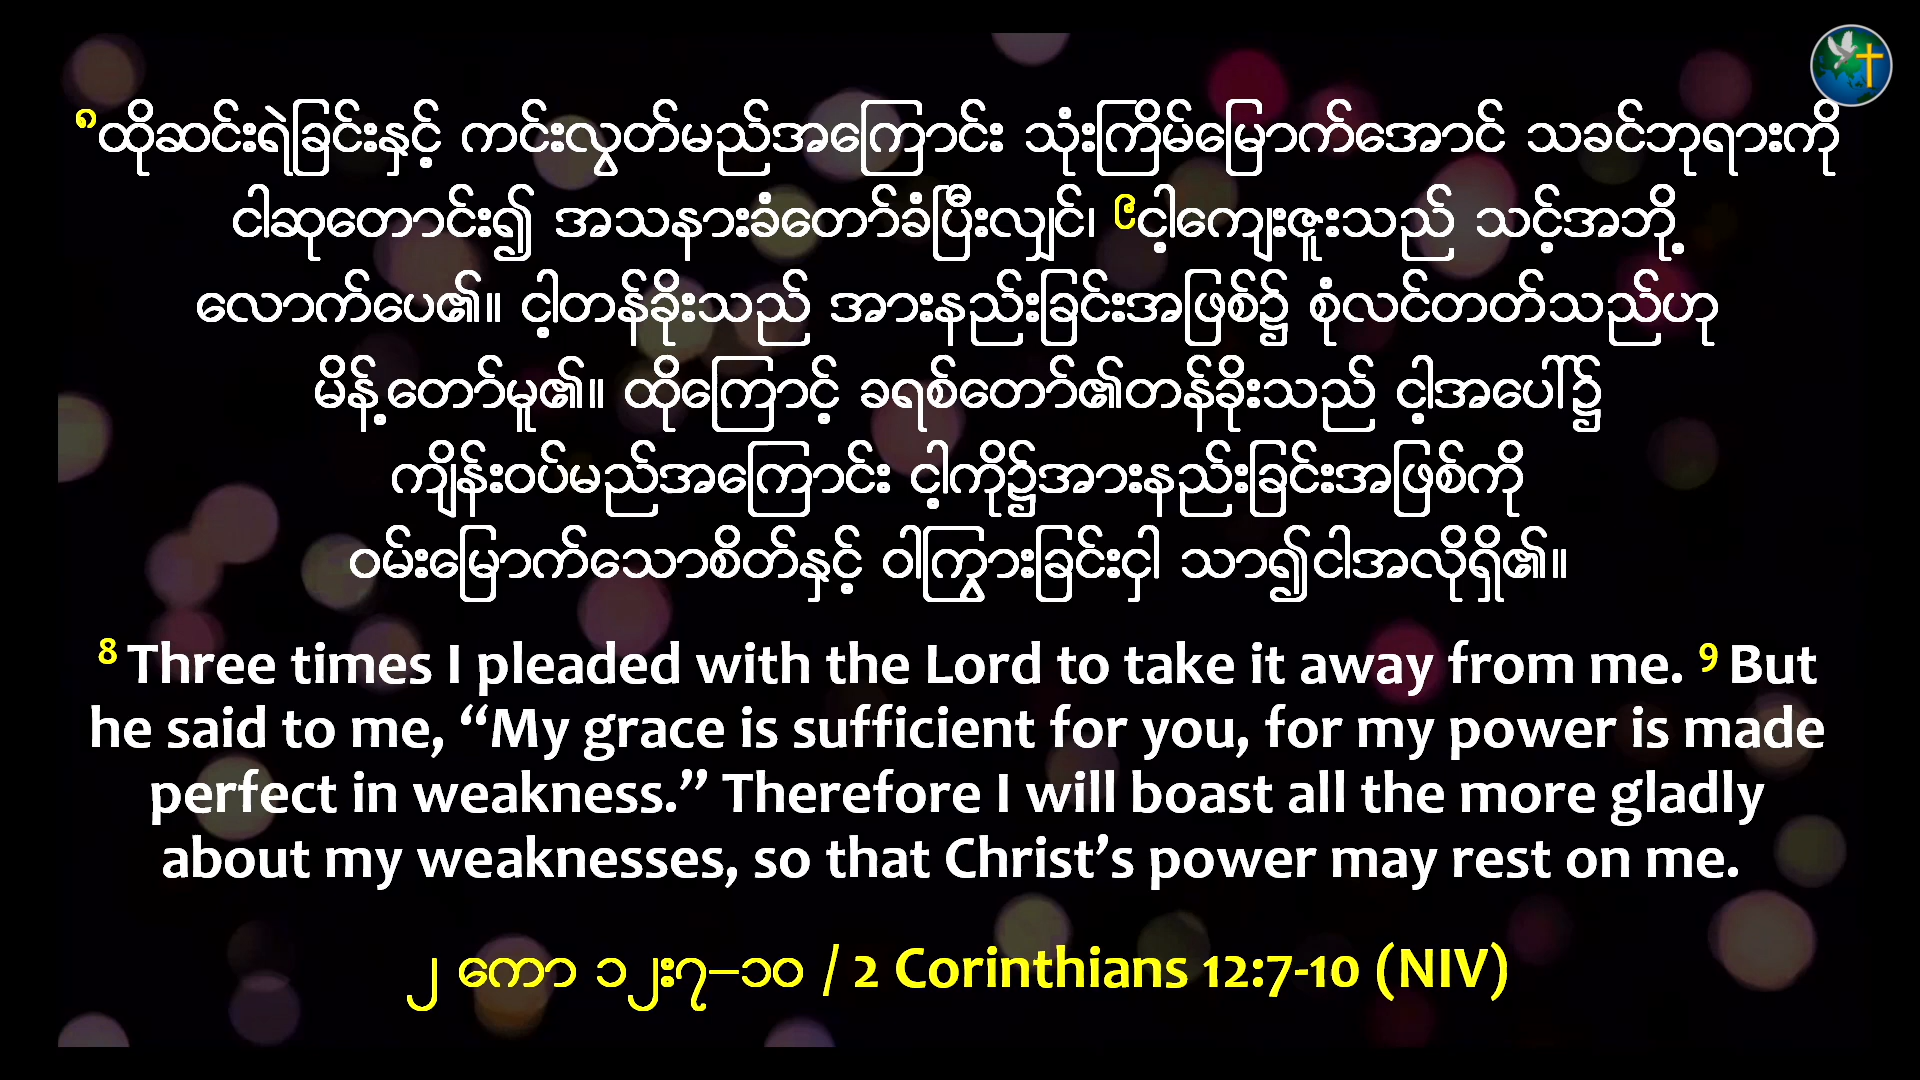 ၈ထိုဆင်းရဲခြင်းနှင့် ကင်းလွတ်မည်အကြောင်း သုံးကြိမ်မြောက်အောင် သခင်ဘုရားကို
ငါဆုတောင်း၍ အသနားခံတော်ခံပြီးလျှင်၊ ၉ငါ့ကျေးဇူးသည် သင့်အဘို့
လောက်ပေ၏။ ငါ့တန်ခိုးသည် အားနည်းခြင်းအဖြစ်၌ စုံလင်တတ်သည်ဟု
မိန့်တော်မူ၏။ ထိုကြောင့် ခရစ်တော်၏တန်ခိုးသည် ငါ့အပေါ်၌
ကျိန်းဝပ်မည်အကြောင်း ငါ့ကို၌အားနည်းခြင်းအဖြစ်ကို
ဝမ်းမြောက်သောစိတ်နှင့် ဝါကြွားခြင်းငှါ သာ၍ငါအလိုရှိ၏။
8 Three times I pleaded with the Lord to take it away from me. 9 But
he said to me, “My grace is sufficient for you, for my power is made
perfect in weakness.” Therefore I will boast all the more gladly
about my weaknesses, so that Christ’s power may rest on me.
၂ ကော ၁၂း၇–၁၀ / 2 Corinthians 12:7-10 (NIV)